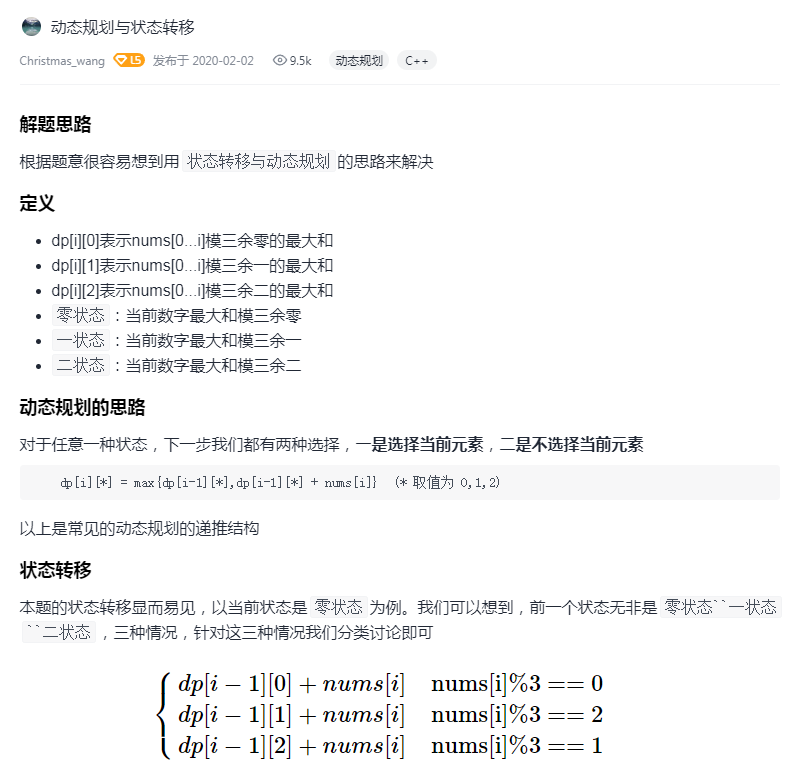 动态规划与状态转移
Christmas_wang L5 发布于 2020-02-02 9.5k 动态规划 C++
解题思路
根据题意很容易想到用 状态转移与动态规划 的思路来解决
定义
• dp[i][0]表示nums[0...i]模三余零的最大和
• dp[i][1]表示nums[0...i]模三余一的最大和
• dp[i][2]表示nums[0...i]模三余二的最大和
• 零状态 ：当前数字最大和模三余零
• 一状态 ：当前数字最大和模三余一
• 二状态 ：当前数字最大和模三余二
动态规划的思路
对于任意一种状态，下一步我们都有两种选择，一是选择当前元素，二是不选择当前元素
dp[i][*] = max{dp[i-1][*],dp[i-1][*] + nums[i]} (* 取值为 0,1,2)
以上是常见的动态规划的递推结构
状态转移
本题的状态转移显而易见，以当前状态是 零状态 为例。我们可以想到，前一个状态无非是 零状态``一状态
``二状态 ，三种情况，针对这三种情况我们分类讨论即可
dp[i − 1][0] + nums[i] nums[i]%3 == 0
dp[i − 1][1] + nums[i] nums[i]%3 == 2
dp[i − 1][2] + nums[i] nums[i]%3 == 1